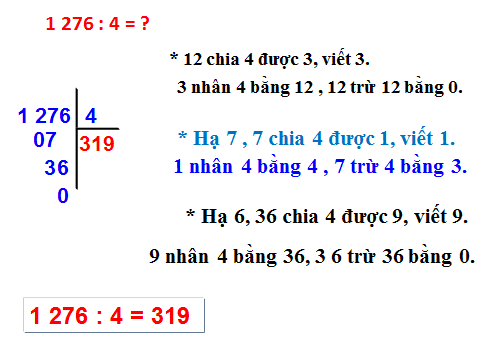 1 276 : 4 = ?
* 12 chia 4 được 3, viết 3.
3 nhân 4 bằng 12 , 12 trừ 12 bằng 0.
1 276 4
07 319
36
0
* Hạ 7 , 7 chia 4 được 1, viết 1.
1 nhân 4 bằng 4 , 7 trừ 4 bằng 3.
* Hạ 6, 36 chia 4 được 9, viết 9.
9 nhân 4 bằng 36, 3 6 trừ 36 bằng 0.
1 276 : 4 = 319